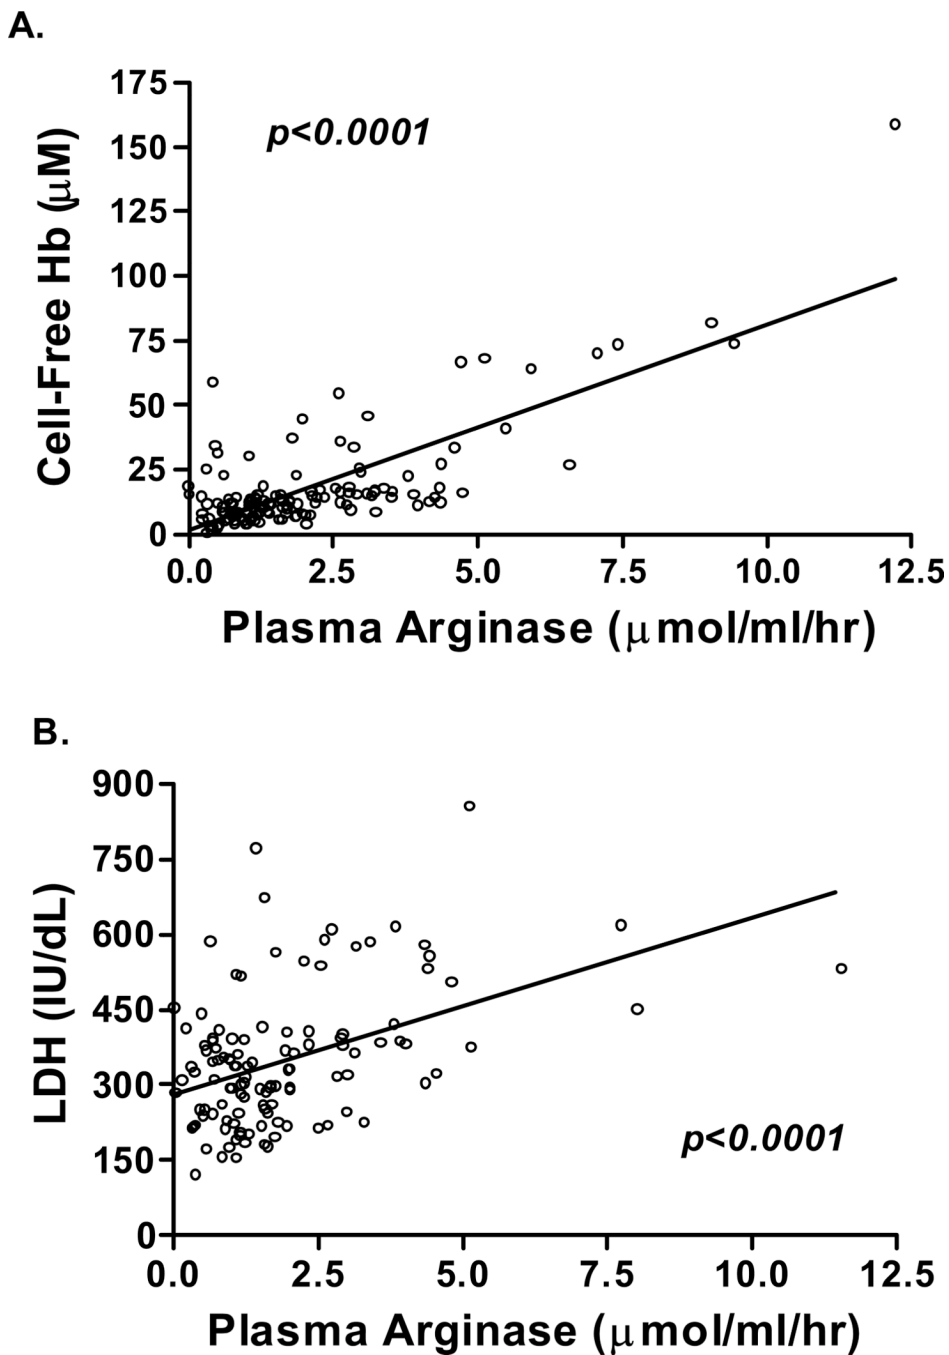 A.
175
150
125
100
75
50
25
0
Cell-Free Hb (μM)
p<0.0001
0.0 2.5 5.0 7.5 10.0 12.5
Plasma Arginase (μmol/ml/hr)
B.
900
750
600
450
300
150
0
LDH (IU/dL)
p<0.0001
0.0 2.5 5.0 7.5 10.0 12.5
Plasma Arginase (μmol/ml/hr)